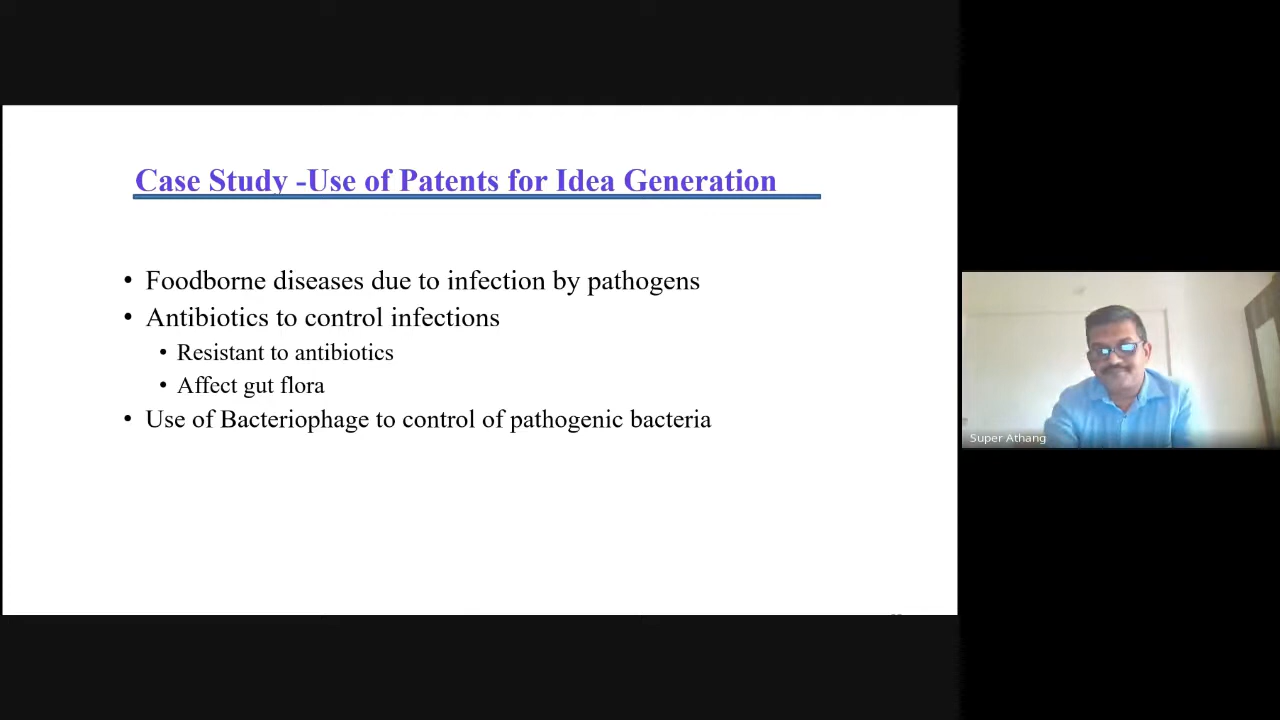 Case Study -Use of Patents for Idea Generation
• Foodborne diseases due to infection by pathogens
• Antibiotics to control infections
• Resistant to antibiotics
• Affect gut flora
• Use of Bacteriophage to control of pathogenic bacteria
Super Athang